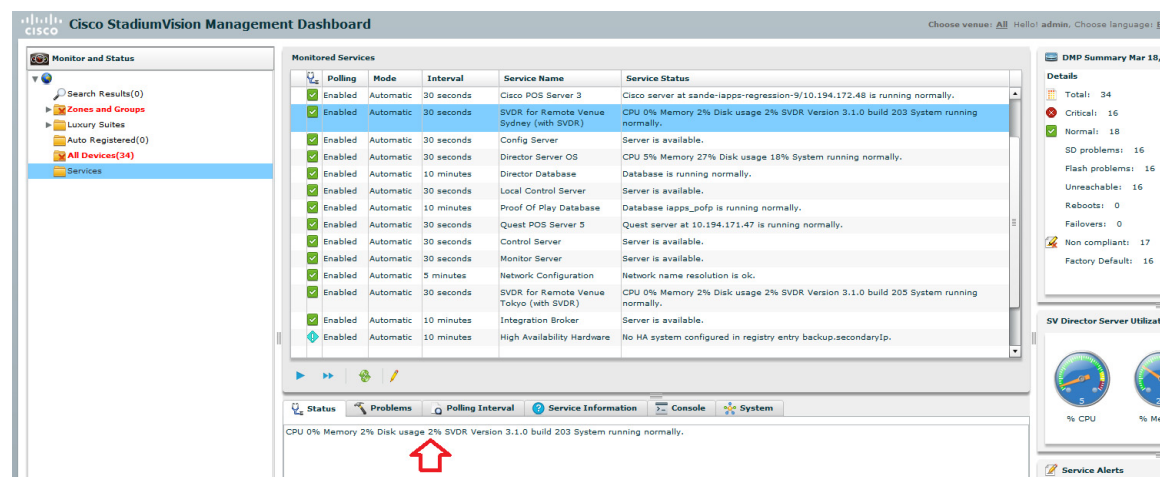 CISCO
Cisco StadiumVision Management Dashboard
Choose venue: All Hello! admin, Choose language:
Monitor and Status
Search Results(0)
Zones and Groups
Luxury Suites
Auto Registered(0)
All Devices(34)
Services
Monitored Services
Polling Mode Interval Service Name Service Status
Enabled Automatic 30 seconds Cisco POS Server 3 Cisco server at sande-iapps-regression-9/10.194.172.48 is running normally.
Enabled Automatic 30 seconds SVDR for Remote Venue CPU 0% Memory 2% Disk usage 2% SVDR Version 3.1.0 build 203 System running
Sydney (with SVDR) normally.
Enabled Automatic 30 seconds Config Server Server is available.
Enabled Automatic 30 seconds Director Server OS CPU 5% Memory 27% Disk usage 18% System running normally.
Enabled Automatic 10 minutes Director Database Database is running normally.
Enabled Automatic 30 seconds Local Control Server Server is available.
Enabled Automatic 10 minutes Proof Of Play Database Database iapps_pofp is running normally.
Enabled Automatic 30 seconds Quest POS Server 5 Quest server at 10.194.171.47 is running normally.
Enabled Automatic 30 seconds Control Server Server is available.
Enabled Automatic 30 seconds Monitor Server Server is available.
Enabled Automatic 5 minutes Network Configuration Network name resolution is ok.
Enabled Automatic 30 seconds SVDR for Remote Venue CPU 0% Memory 2% Disk usage 2% SVDR Version 3.1.0 build 205 System running
Tokyo (with SVDR) normally.
Enabled Automatic 10 minutes Integration Broker Server is available.
Enabled Automatic 10 minutes High Availability Hardware No HA system configured in registry entry backup.secondaryIp.
Status Problems Polling Interval Service Information Console System
CPU 0% Memory 2% Disk usage 2% SVDR Version 3.1.0 build 203 System running normally.
DMP Summary Mar 18,
Details
Total: 34
Critical: 16
Normal: 18
SD problems: 16
Flash problems: 16
Unreachable: 16
Reboots: 0
Failovers: 0
Non compliant: 17
Factory Default: 16
SV Director Server Utilizat
5
% CPU % Me
Service Alerts